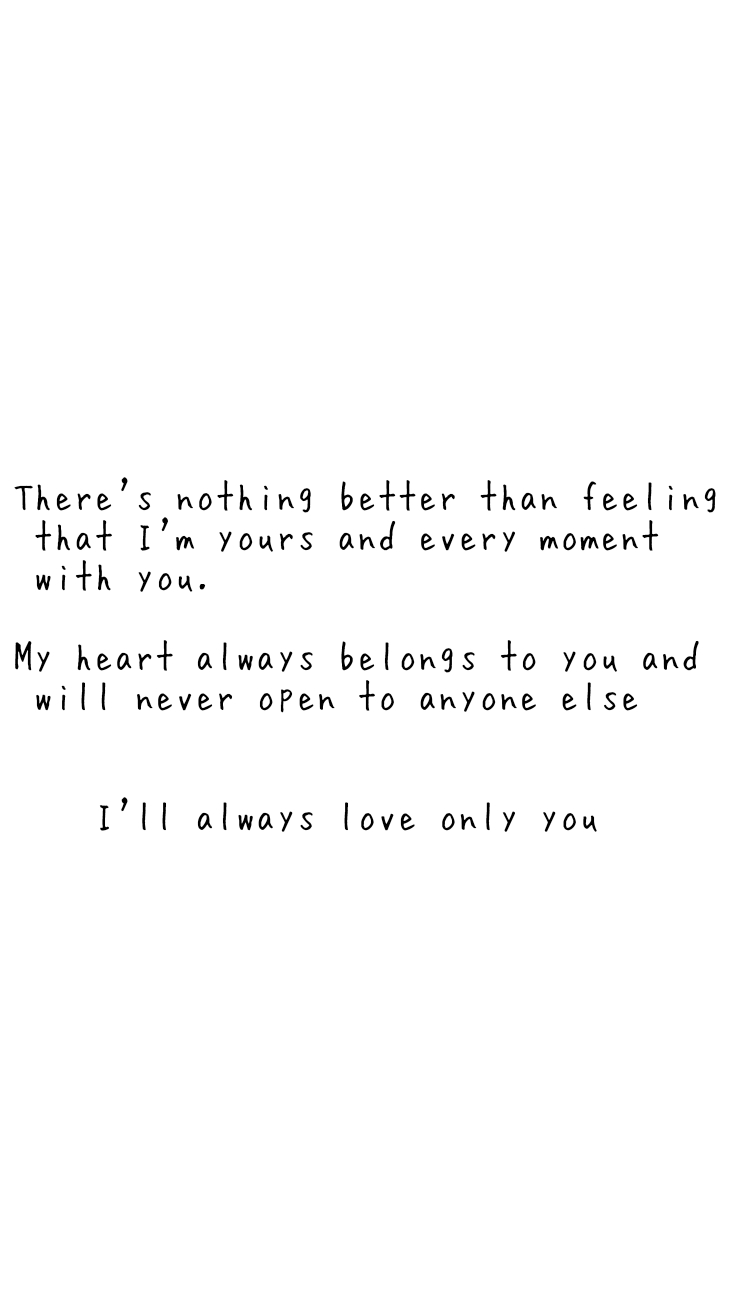 There's nothing better than feeling
that I'm yours and every moment
with you.
My heart always belongs to you and
will never open to anyone else
I'll always love only you